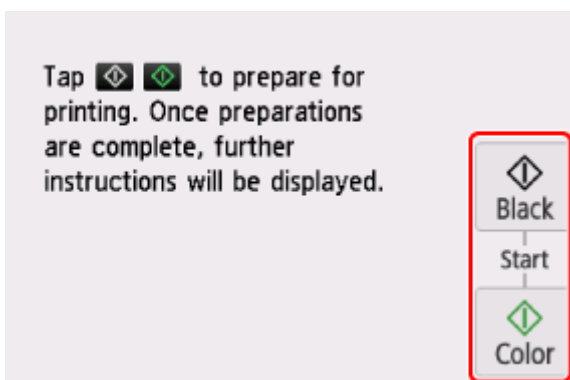 Tap to prepare for
printing. Once preparations
are complete, further
instructions will be displayed.
Black
Start
Color